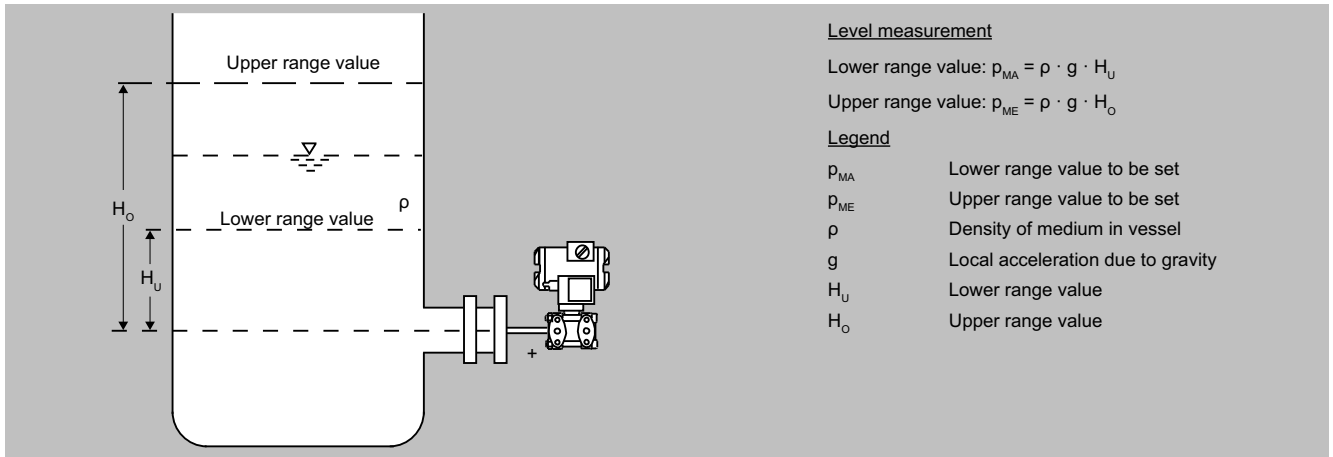 Upper range value
Lower range value
ρ
H_O
H_U
+
Level measurement
Lower range value: p_MA = ρ · g · H_U
Upper range value: p_ME = ρ · g · H_O
Legend
p_MA Lower range value to be set
p_ME Upper range value to be set
ρ Density of medium in vessel
g Local acceleration due to gravity
H_U Lower range value
H_O Upper range value